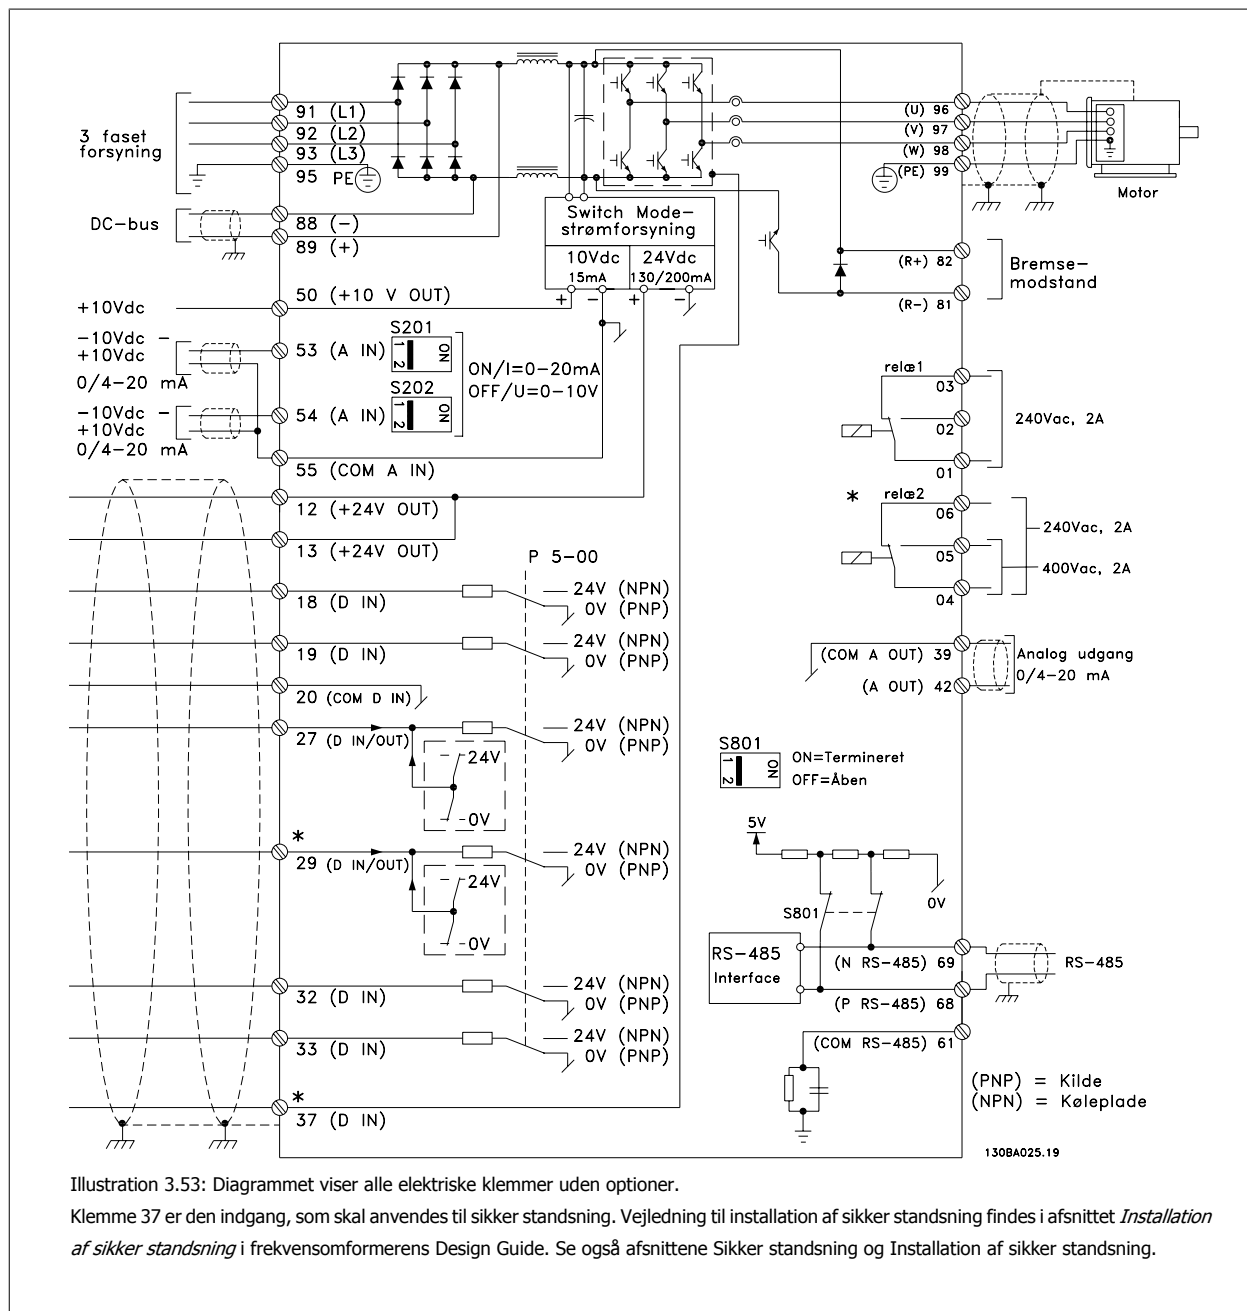 3 faset
forsyning
91 (L1)
92 (L2)
93 (L3)
95 PE
DC-bus
88 (-)
89 (+)
Switch Mode-
strømforsyning
10Vdc
15mA
24Vdc
130/200mA
+ - + -
(U) 96
(V) 97
(W) 98
(PE) 99
Motor
(R+) 82
(R-) 81
Bremse-
modstand
+10Vdc
50 (+10 V OUT)
-10Vdc -
+10Vdc
0/4-20 mA
53 (A IN)
S201
1 2 ON
ON/I=0-20mA
OFF/U=0-10V
-10Vdc -
+10Vdc
0/4-20 mA
54 (A IN)
S202
1 2 ON
55 (COM A IN)
12 (+24V OUT)
13 (+24V OUT)
P 5-00
18 (D IN)
24V (NPN)
0V (PNP)
19 (D IN)
24V (NPN)
0V (PNP)
20 (COM D IN)
27 (D IN/OUT)
24V (NPN)
0V (PNP)
24V
0V
*
29 (D IN/OUT)
24V (NPN)
0V (PNP)
24V
0V
32 (D IN)
24V (NPN)
0V (PNP)
33 (D IN)
24V (NPN)
0V (PNP)
*
37 (D IN)
relæ1
03
02
01
240Vac, 2A
* relæ2
06
05
04
240Vac, 2A
400Vac, 2A
(COM A OUT) 39
(A OUT) 42
Analog udgang
0/4-20 mA
S801
1 2 ON
ON=Termineret
OFF=Åben
5V
S801
0V
RS-485
Interface
(N RS-485) 69
(P RS-485) 68
(COM RS-485) 61
RS-485
(PNP) = Kilde
(NPN) = Køleplade
130BA025.19
Illustration 3.53: Diagrammet viser alle elektriske klemmer uden optioner.
Klemme 37 er den indgang, som skal anvendes til sikker standsning. Vejledning til installation af sikker standsning findes i afsnittet Installation
af sikker standsning i frekvensomformerens Design Guide. Se også afsnittene Sikker standsning og Installation af sikker standsning.